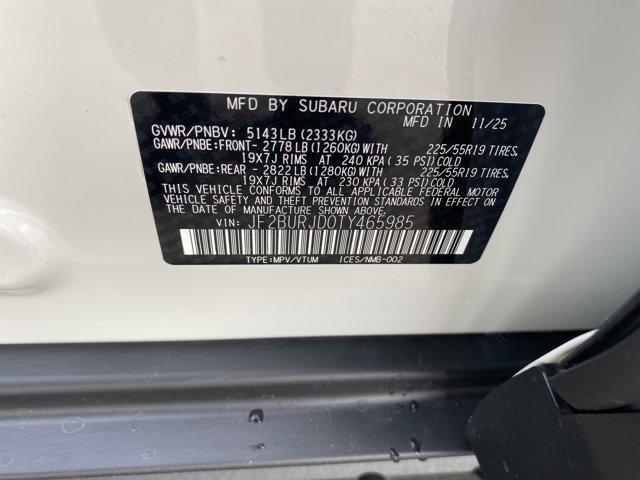 MFD BY SUBARU CORPORATION
MFD IN 11/25
GVWR/PNBV: 5143LB(2333KG)
GAWR/PNBE:FRONT- 2778 LB(1260KG)WITH 225/55R19 TIRES,
19X7J RIMS AT 240 KPA(35 PSI)COLD
GAWR/PNBE:REAR - 2822LB(1280KG)WITH 225/55R19 TIRES,
19X7J RIMS AT 230 KPA(33 PSI)COLD
THIS VEHICLE CONFORMS TO ALL APPLICABLE FEDERAL MOTOR
VEHICLE SAFETY AND THEFT PREVENTION STANDARDS IN EFFECT ON
THE DATE OF MANUFACTURE SHOWN ABOVE.
VIN: JF2BURJD0TY465985
TYPE:MPV/VTUM ICES/NMB-002